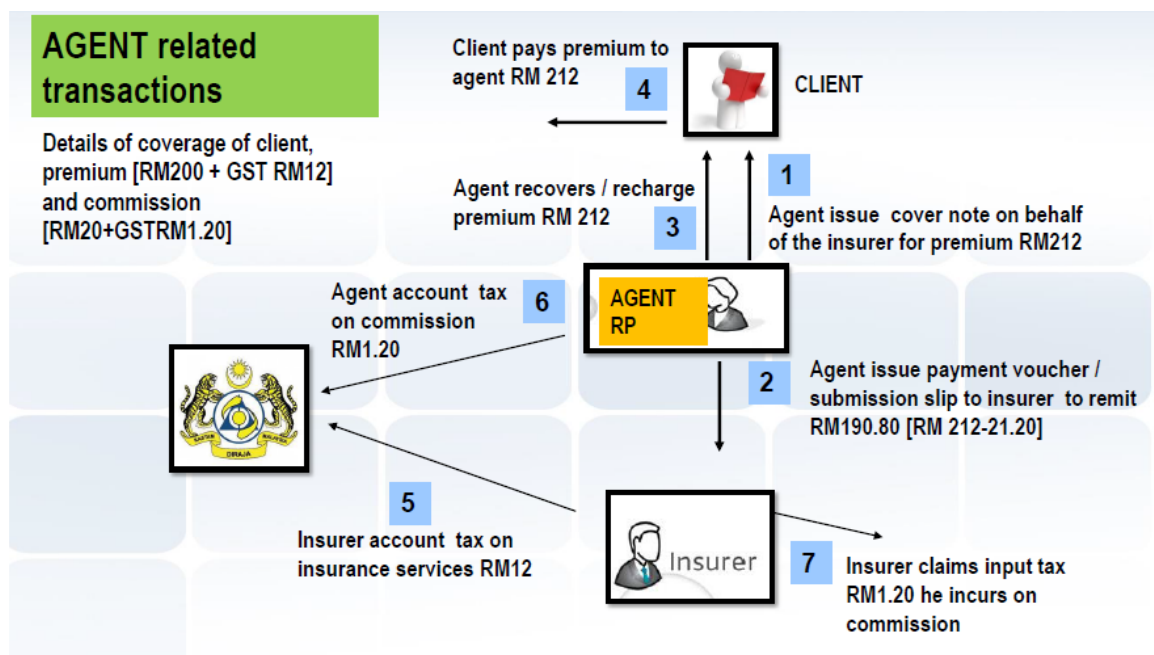 AGENT related
transactions
Details of coverage of client,
premium [RM200 + GST RM12]
and commission
[RM20+GSTRM1.20]
Client pays premium to
agent RM 212
4
CLIENT
1
Agent issue cover note on behalf
of the insurer for premium RM212
Agent recovers / recharge
premium RM 212
3
AGENT
RP
Agent account tax
on commission
RM1.20
6
2
Agent issue payment voucher /
submission slip to insurer to remit
RM190.80 [RM 212-21.20]
KASTAM
MALAYSIA
DIRAJA
5
Insurer account tax on
insurance services RM12
Insurer
7
Insurer claims input tax
RM1.20 he incurs on
commission